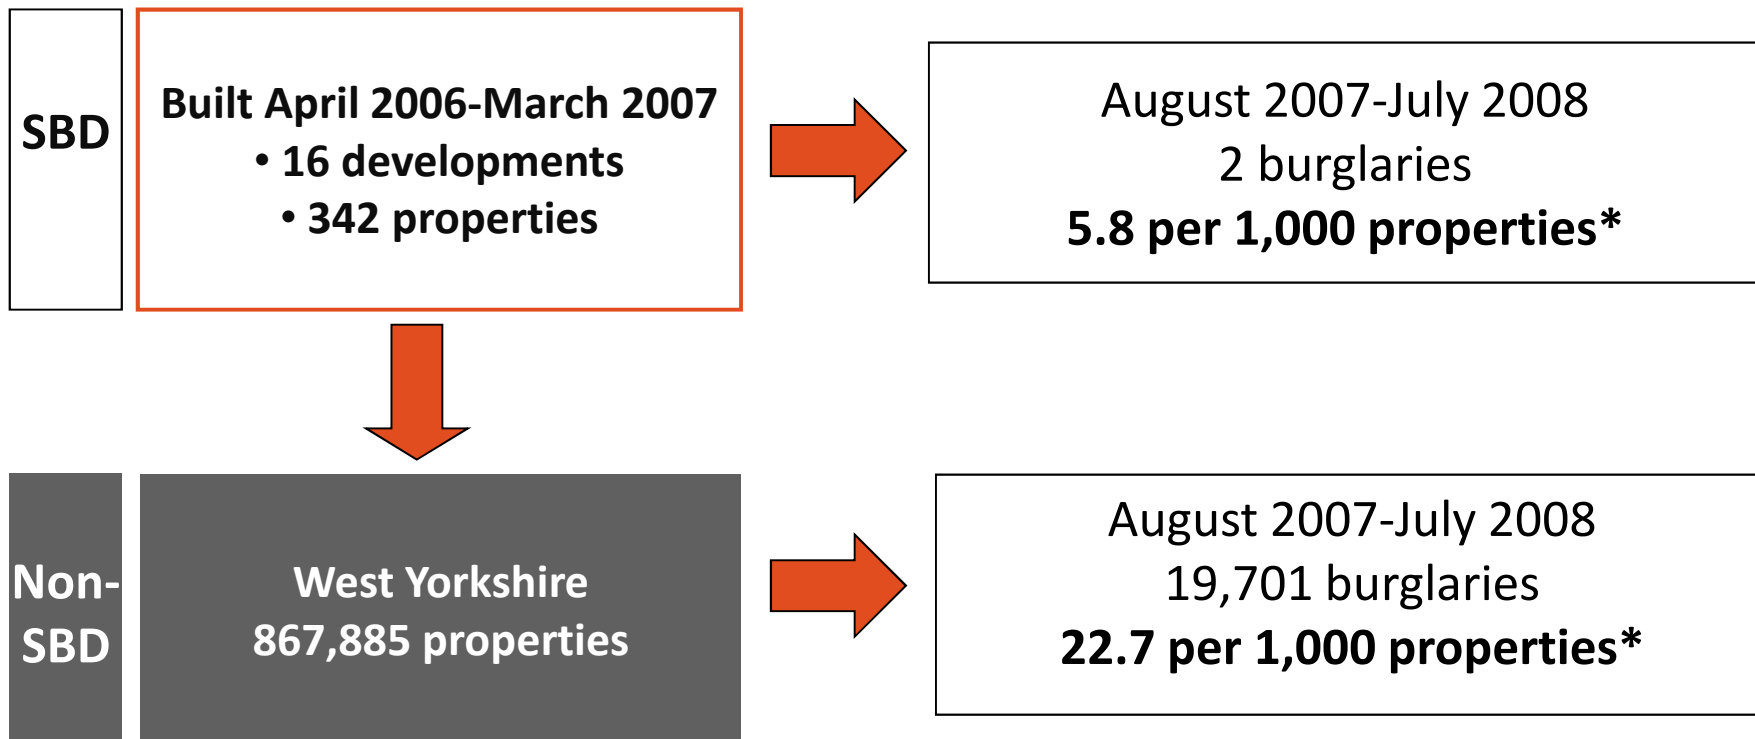 SBD
Built April 2006-March 2007
• 16 developments
• 342 properties
August 2007-July 2008
2 burglaries
5.8 per 1,000 properties*
Non-
SBD
West Yorkshire
867,885 properties
August 2007-July 2008
19,701 burglaries
22.7 per 1,000 properties*